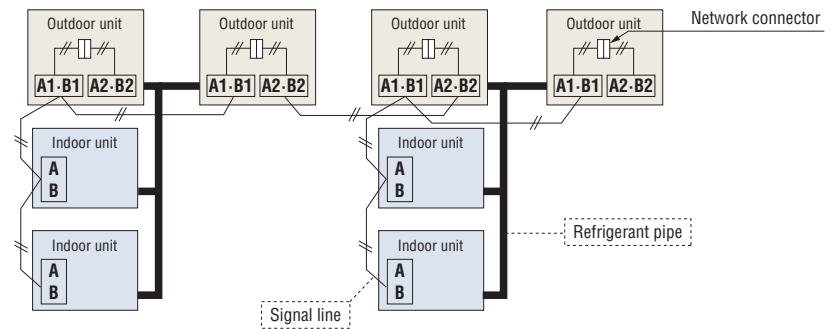 Outdoor unit
A1·B1 A2·B2
Outdoor unit
A1·B1 A2·B2
Outdoor unit
A1·B1 A2·B2
Outdoor unit
A1·B1 A2·B2
Network connector
Indoor unit
A
B
Indoor unit
A
B
Indoor unit
A
B
Indoor unit
A
B
Refrigerant pipe
Signal line